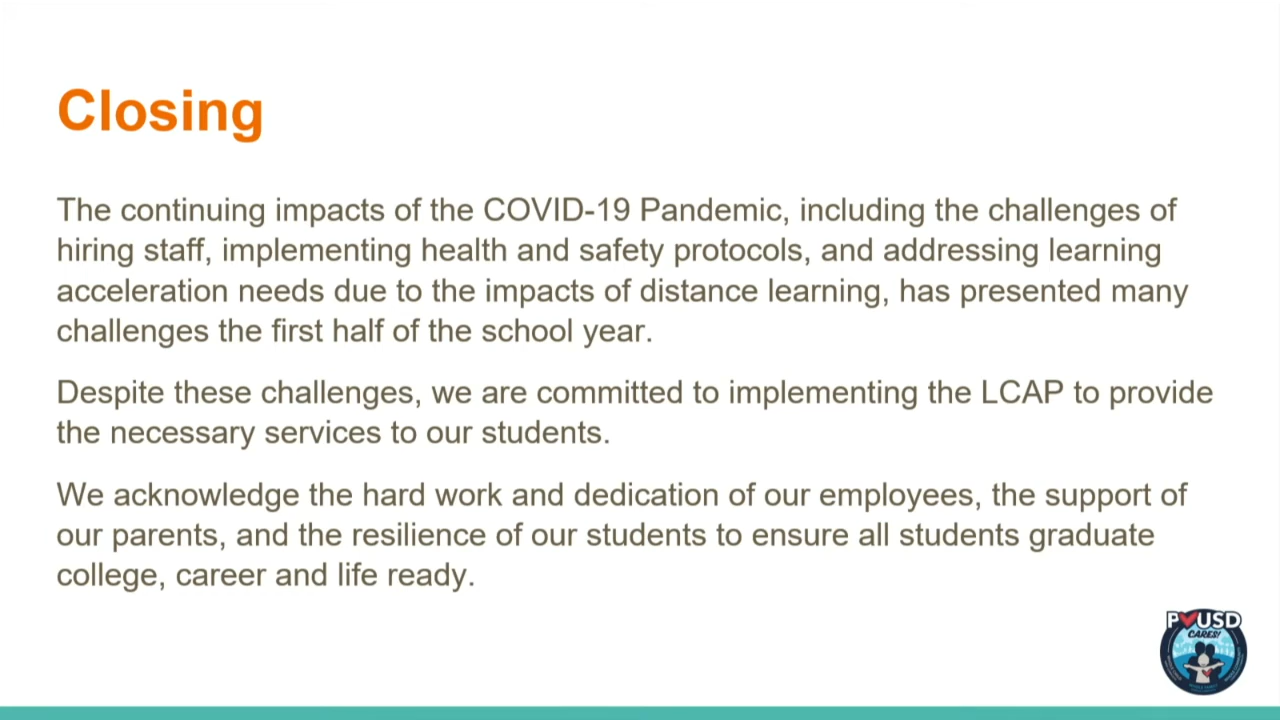 Closing
The continuing impacts of the COVID-19 Pandemic, including the challenges of
hiring staff, implementing health and safety protocols, and addressing learning
acceleration needs due to the impacts of distance learning, has presented many
challenges the first half of the school year.
Despite these challenges, we are committed to implementing the LCAP to provide
the necessary services to our students.
We acknowledge the hard work and dedication of our employees, the support of
our parents, and the resilience of our students to ensure all students graduate
college, career and life ready.
PVUSD
CARES!